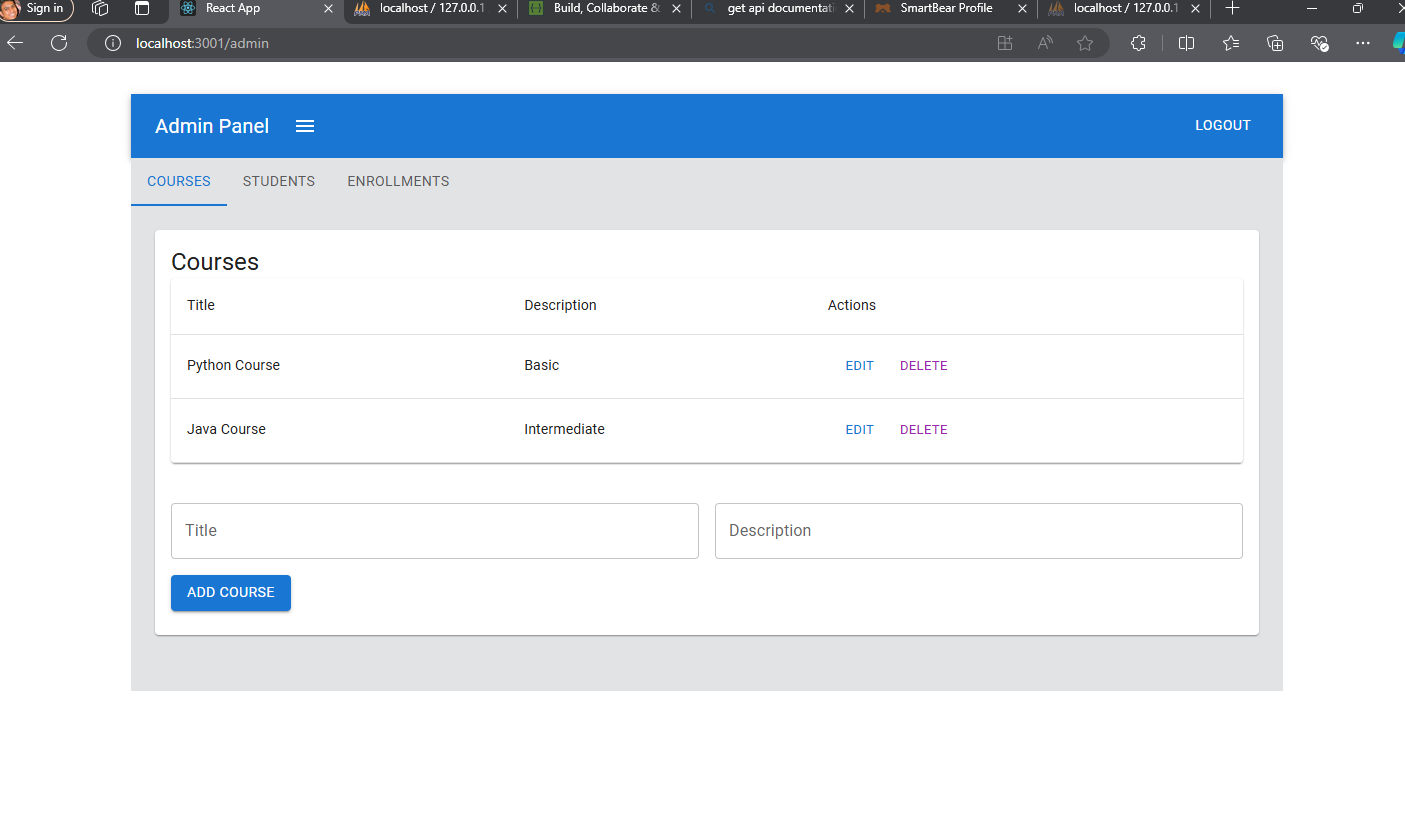 Sign in
React App
localhost / 127.0.0.1
Build, Collaborate &
get api documentati
SmartBear Profile
localhost / 127.0.0.1
localhost:3001/admin
Admin Panel
LOGOUT
COURSES STUDENTS ENROLLMENTS
Courses
Title Description Actions
Python Course Basic EDIT DELETE
Java Course Intermediate EDIT DELETE
Title Description
ADD COURSE